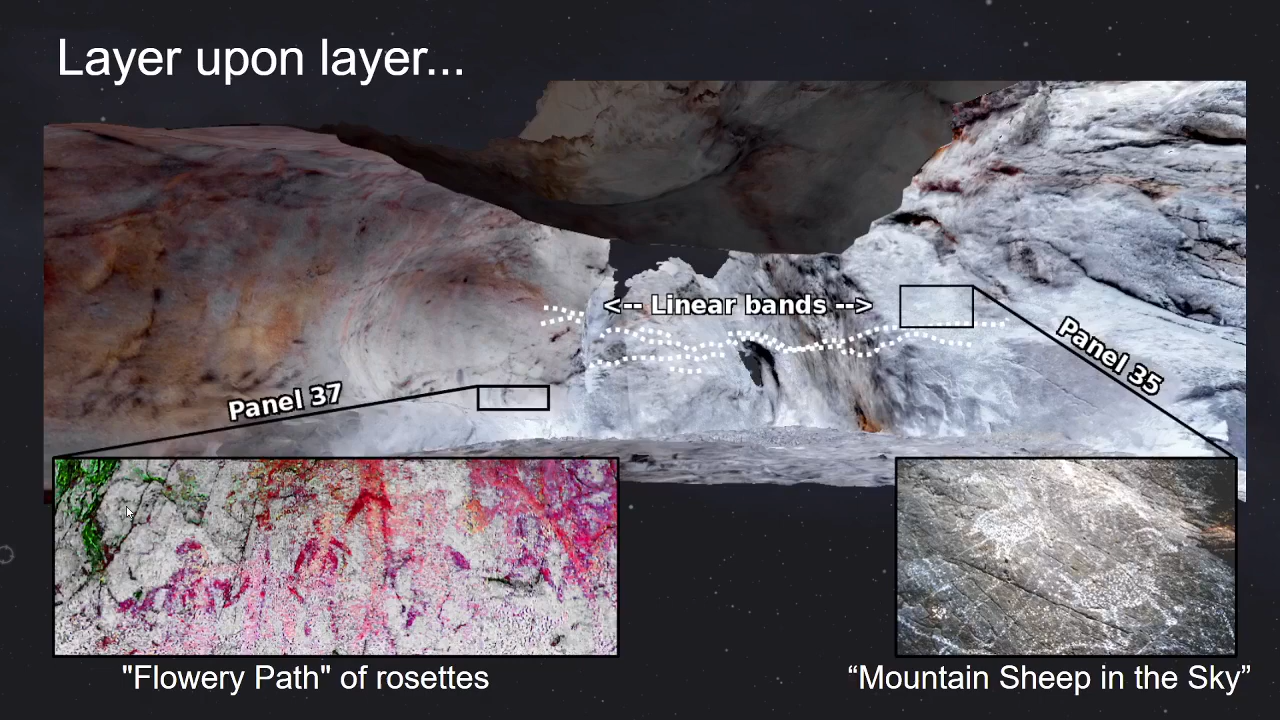 Layer upon layer...
<-- Linear bands -->
Panel 35
Panel 37
"Flowery Path" of rosettes
“Mountain Sheep in the Sky”